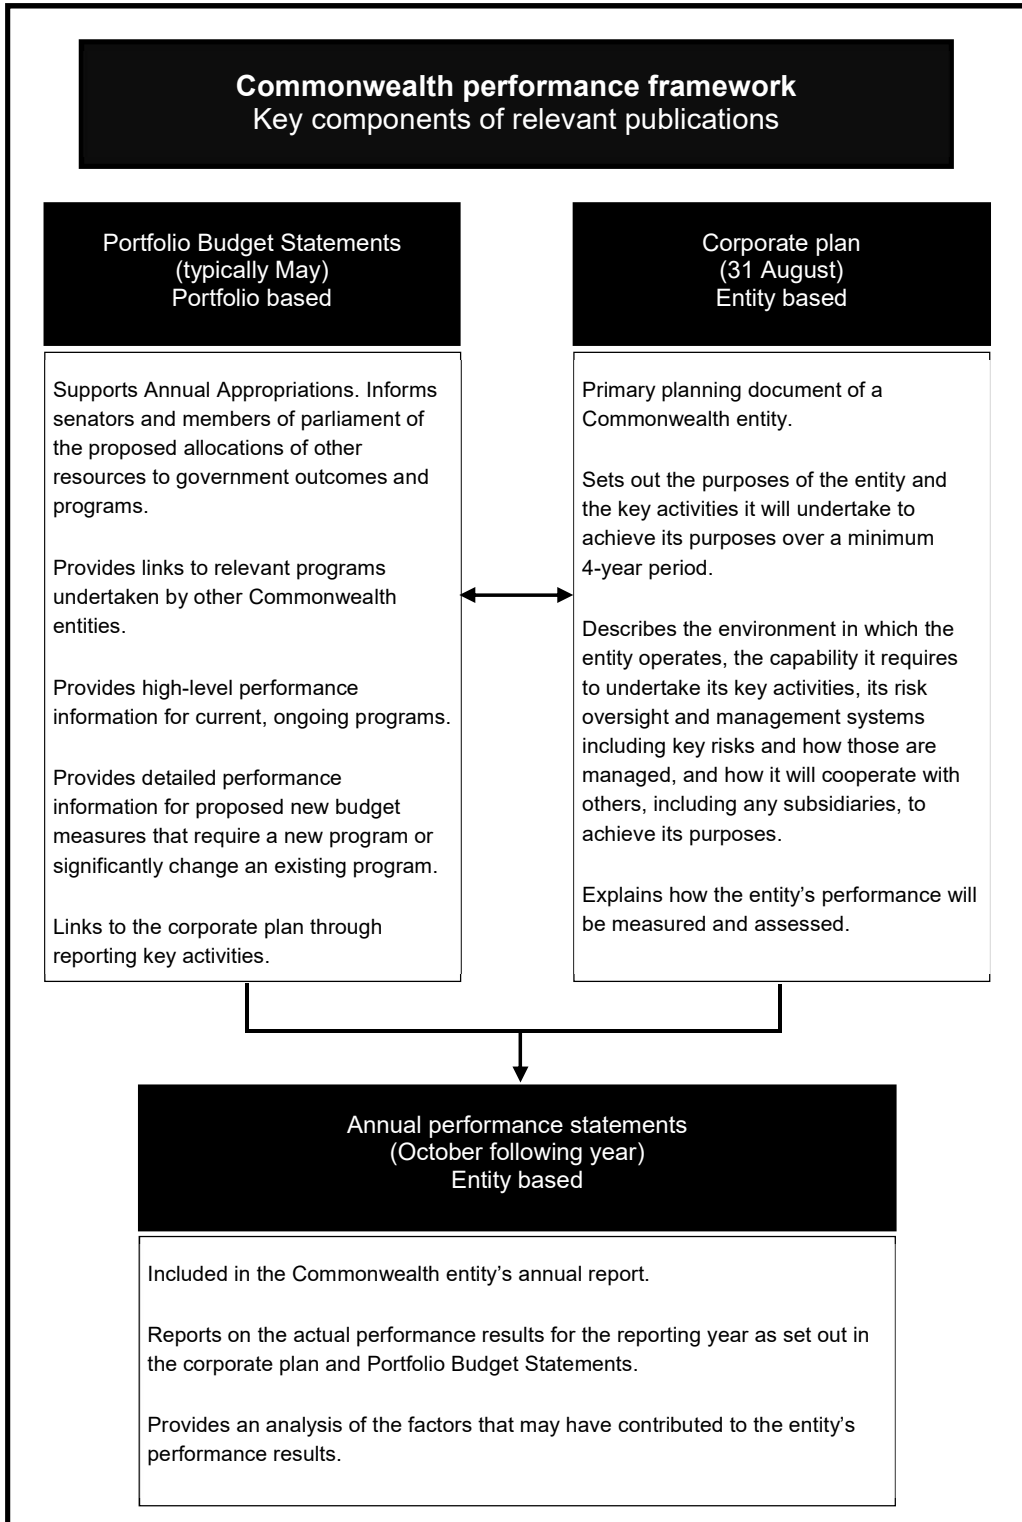 Commonwealth performance framework
Key components of relevant publications
Portfolio Budget Statements
(typically May)
Portfolio based
Supports Annual Appropriations. Informs
senators and members of parliament of
the proposed allocations of other
resources to government outcomes and
programs.
Provides links to relevant programs
undertaken by other Commonwealth
entities.
Provides high-level performance
information for current, ongoing programs.
Provides detailed performance
information for proposed new budget
measures that require a new program or
significantly change an existing program.
Links to the corporate plan through
reporting key activities.
Corporate plan
(31 August)
Entity based
Primary planning document of a
Commonwealth entity.
Sets out the purposes of the entity and
the key activities it will undertake to
achieve its purposes over a minimum
4-year period.
Describes the environment in which the
entity operates, the capability it requires
to undertake its key activities, its risk
oversight and management systems
including key risks and how those are
managed, and how it will cooperate with
others, including any subsidiaries, to
achieve its purposes.
Explains how the entity’s performance will
be measured and assessed.
Annual performance statements
(October following year)
Entity based
Included in the Commonwealth entity’s annual report.
Reports on the actual performance results for the reporting year as set out in
the corporate plan and Portfolio Budget Statements.
Provides an analysis of the factors that may have contributed to the entity’s
performance results.